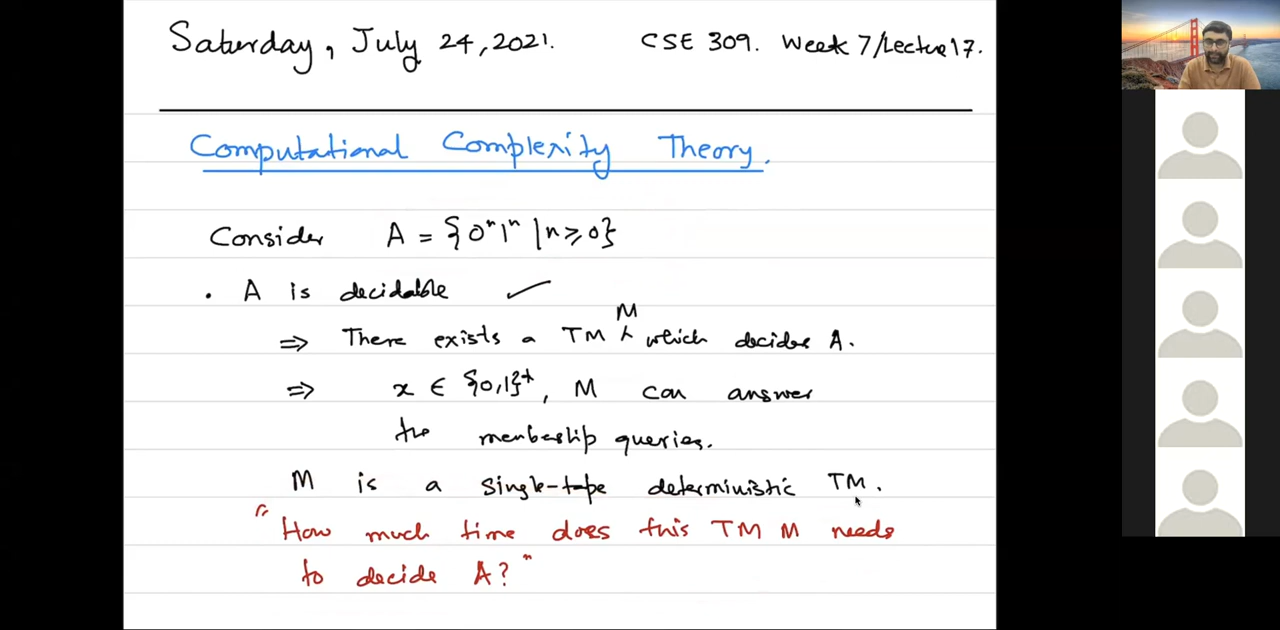 Saturday, July 24, 2021. CSE 309. Week 7/Lecture 17.
Computational Complexity Theory.
Consider A = {0ⁿ1ⁿ | n ≥ 0}
. A is decidable ✓
⇒ There exists a TM ⁁ M which decides A.
⇒ x ∈ {0,1}*, M can answer
the membership queries.
M is a single-tape deterministic TM.
"How much time does this TM M needs
to decide A?"